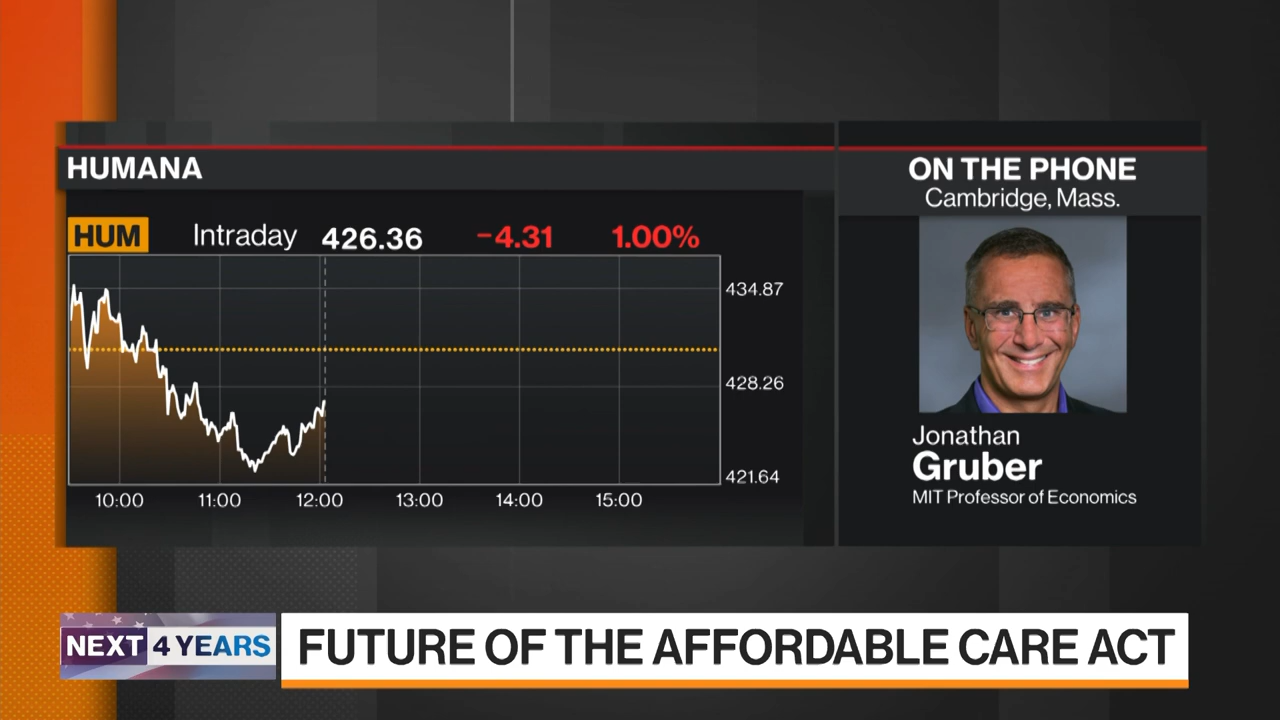 HUMANA
HUM Intraday 426.36 −4.31 1.00%
434.87
428.26
421.64
10:00 11:00 12:00 13:00 14:00 15:00
ON THE PHONE
Cambridge, Mass.
Jonathan
Gruber
MIT Professor of Economics
NEXT 4 YEARS
FUTURE OF THE AFFORDABLE CARE ACT